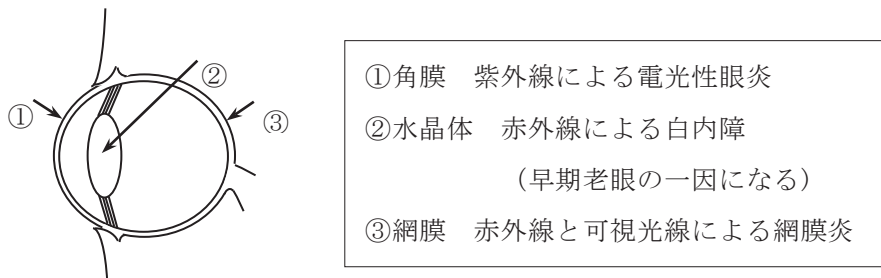 ①
②
③
①角膜　紫外線による電光性眼炎
②水晶体　赤外線による白内障
（早期老眼の一因になる）
③網膜　赤外線と可視光線による網膜炎